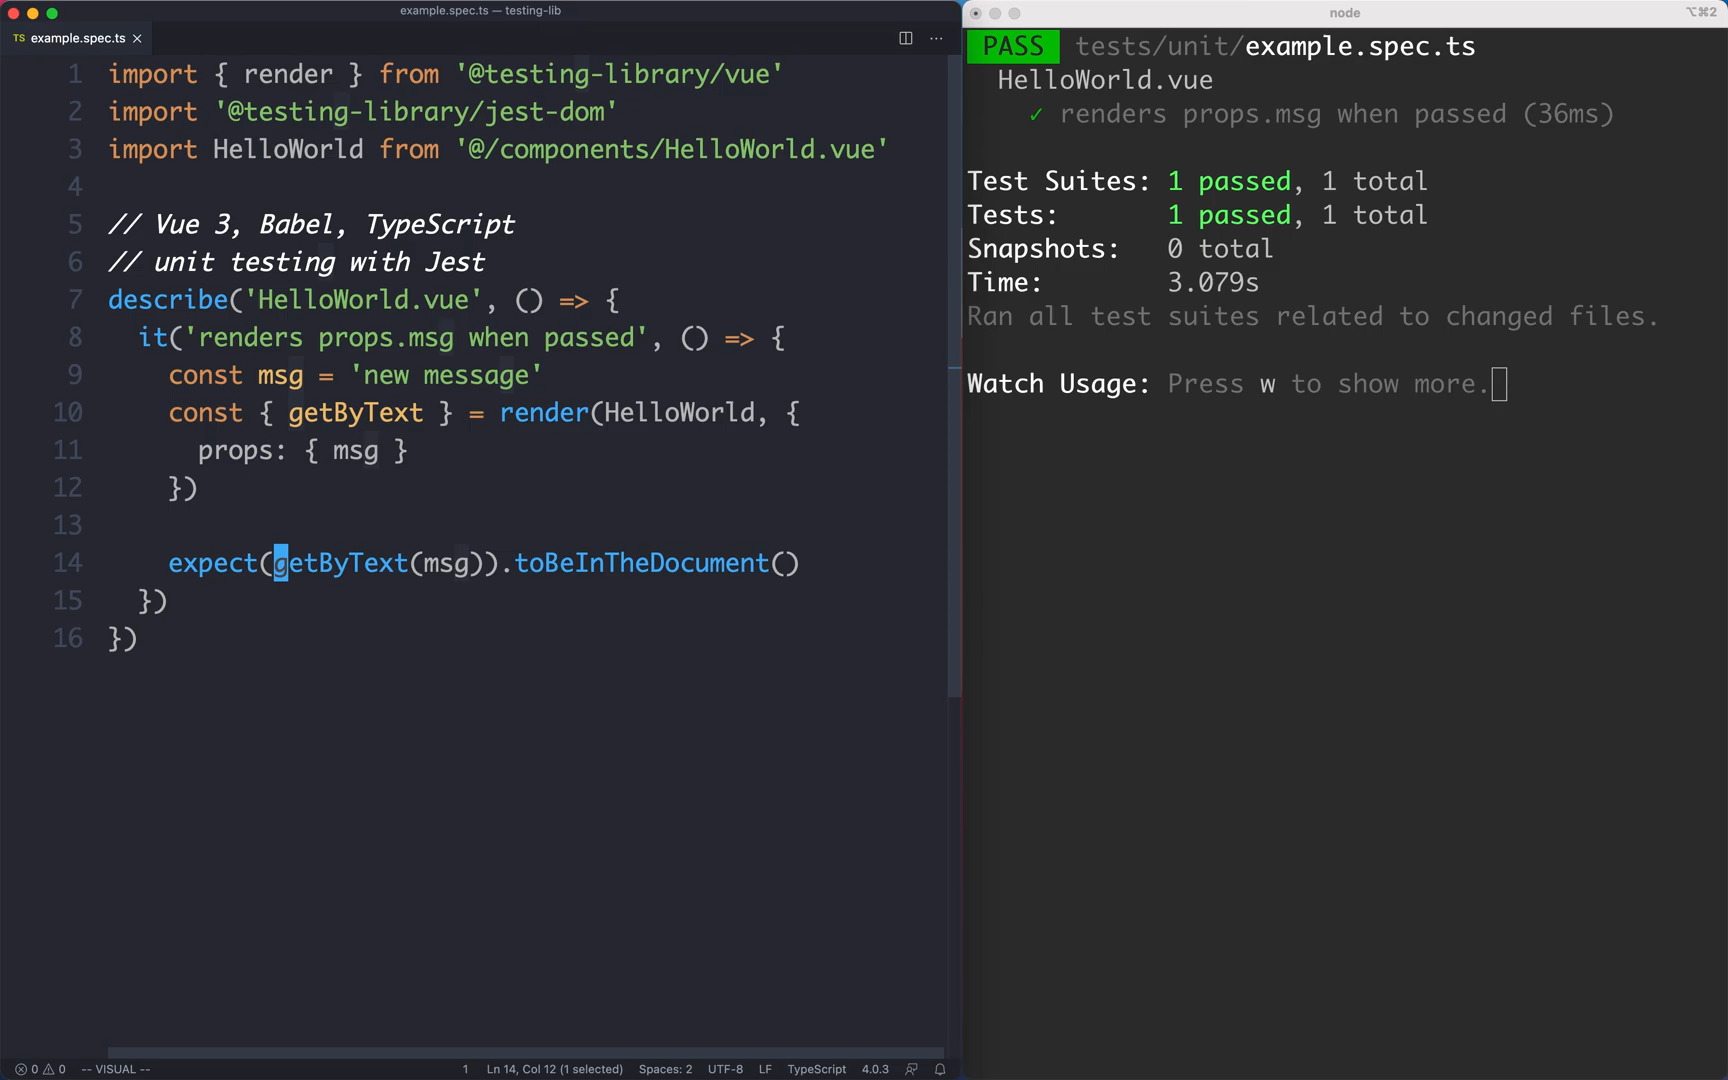 example.spec.ts — testing-lib
TS example.spec.ts
1 import { render } from '@testing-library/vue'
2 import '@testing-library/jest-dom'
3 import HelloWorld from '@/components/HelloWorld.vue'
4
5 // Vue 3, Babel, TypeScript
6 // unit testing with Jest
7 describe('HelloWorld.vue', () => {
8 it('renders props.msg when passed', () => {
9 const msg = 'new message'
10 const { getByText } = render(HelloWorld, {
11 props: { msg }
12 })
13
14 expect(getByText(msg)).toBeInTheDocument()
15 })
16 })
0 0 -- VISUAL -- 1 Ln 14, Col 12 (1 selected) Spaces: 2 UTF-8 LF TypeScript 4.0.3
node ⌥⌘2
PASS tests/unit/example.spec.ts
HelloWorld.vue
✓ renders props.msg when passed (36ms)
Test Suites: 1 passed, 1 total
Tests: 1 passed, 1 total
Snapshots: 0 total
Time: 3.079s
Ran all test suites related to changed files.
Watch Usage: Press w to show more.